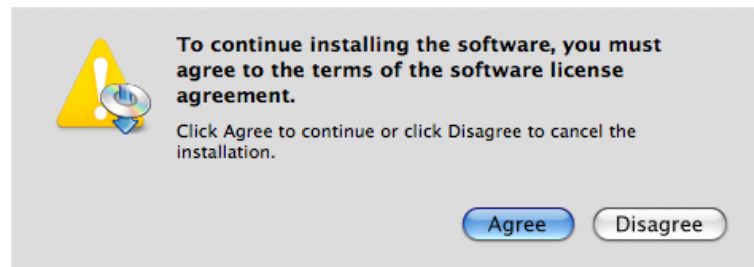 To continue installing the software, you must
agree to the terms of the software license
agreement.
Click Agree to continue or click Disagree to cancel the
installation.
Agree
Disagree